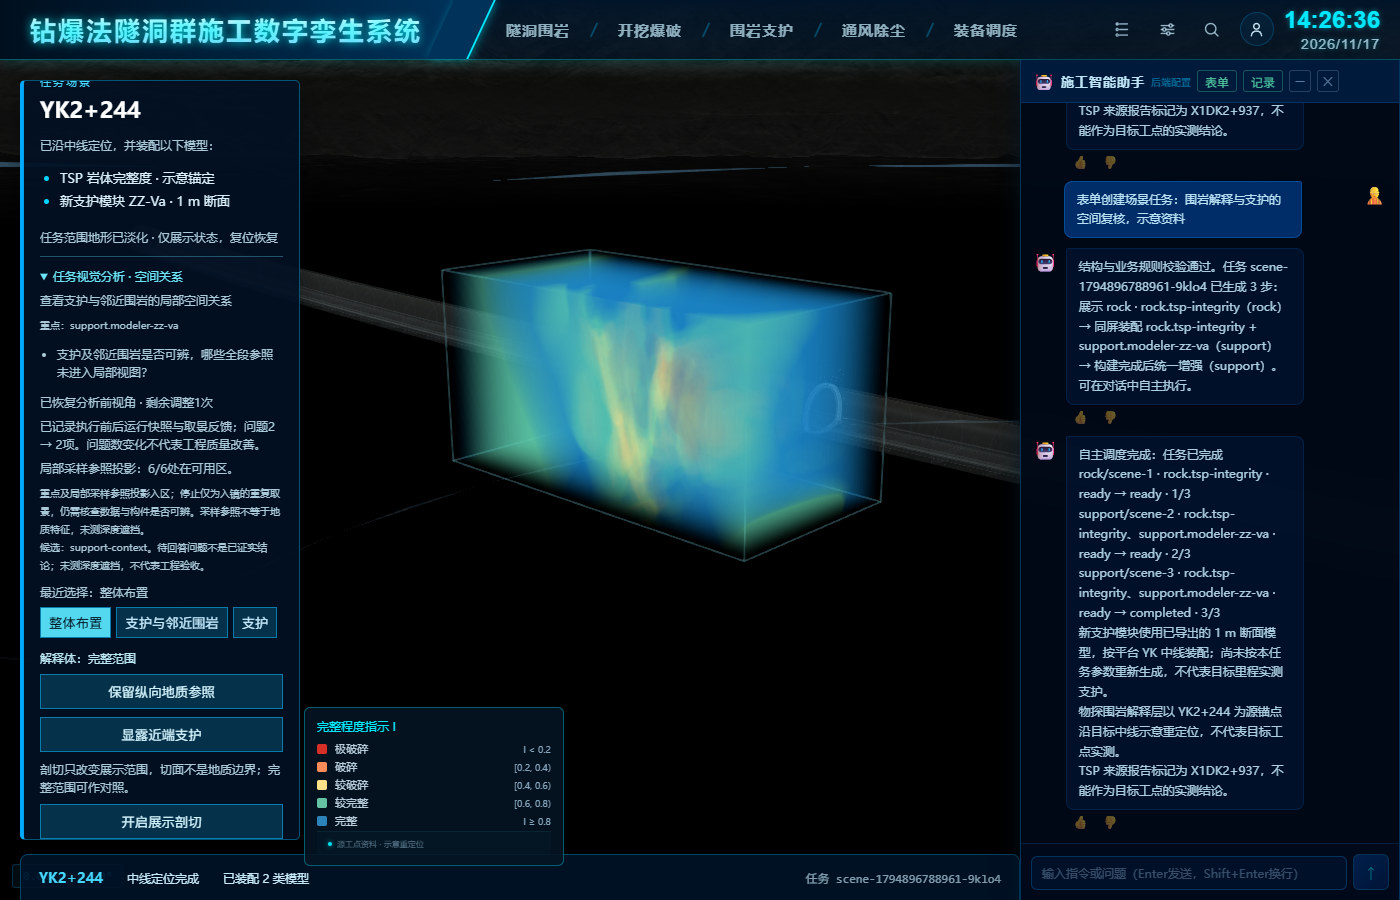 钻爆法隧洞群施工数字孪生系统
隧洞围岩 / 开挖爆破 / 围岩支护 / 通风除尘 / 装备调度
14:26:36
2026/11/17
任务场景
YK2+244
已沿中线定位，并装配以下模型：
TSP 岩体完整度 · 示意锚定
新支护模块 ZZ-Va · 1 m 断面
任务范围地形已淡化 · 仅展示状态，复位恢复
▼ 任务视觉分析 · 空间关系
查看支护与邻近围岩的局部空间关系
重点：support.modeler-zz-va
支护及邻近围岩是否可辨，哪些全段参照
未进入局部视图？
已恢复分析前视角 · 剩余调整1次
已记录执行前后运行快照与取景反馈；问题2
→ 2项。问题数变化不代表工程质量改善。
局部采样参照投影：6/6处在可用区。
重点及局部采样参照投影入区；停止仅为入镜的重复取
景，仍需核查数据与构件是否可辨。采样参照不等于地
质特征，未测深度遮挡。
候选：support-context。待回答问题不是已证实结
论；未测深度遮挡，不代表工程验收。
最近选择：整体布置
整体布置 支护与邻近围岩 支护
解释体：完整范围
保留纵向地质参照
显露近端支护
剖切只改变展示范围，切面不是地质边界；完
整范围可作对照。
开启展示剖切
完整程度指示 I
极破碎 I < 0.2
破碎 [0.2, 0.4)
较破碎 [0.4, 0.6)
较完整 [0.6, 0.8)
完整 I ≥ 0.8
源工点资料 · 示意重定位
YK2+244 中线定位完成 已装配 2 类模型
任务 scene-1794896788961-9klo4
施工智能助手 后端配置 表单 记录
TSP 来源报告标记为 X1DK2+937，不
能作为目标工点的实测结论。
表单创建场景任务：围岩解释与支护的
空间复核，示意资料
结构与业务规则校验通过。任务 scene-
1794896788961-9klo4 已生成 3 步：
展示 rock · rock.tsp-integrity（rock）
→ 同屏装配 rock.tsp-integrity +
support.modeler-zz-va（support）
→ 构建完成后统一增强（support）。
可在对话中自主执行。
自主调度完成：任务已完成
rock/scene-1 · rock.tsp-integrity ·
ready → ready · 1/3
support/scene-2 · rock.tsp-
integrity、support.modeler-zz-va ·
ready → ready · 2/3
support/scene-3 · rock.tsp-
integrity、support.modeler-zz-va ·
ready → completed · 3/3
新支护模块使用已导出的 1 m 断面模
型，按平台 YK 中线装配；尚未按本任
务参数重新生成，不代表目标里程实测
支护。
物探围岩解释层以 YK2+244 为源锚点
沿目标中线示意重定位，不代表目标工
点实测。
TSP 来源报告标记为 X1DK2+937，不
能作为目标工点的实测结论。
输入指令或问题（Enter发送，Shift+Enter换行）